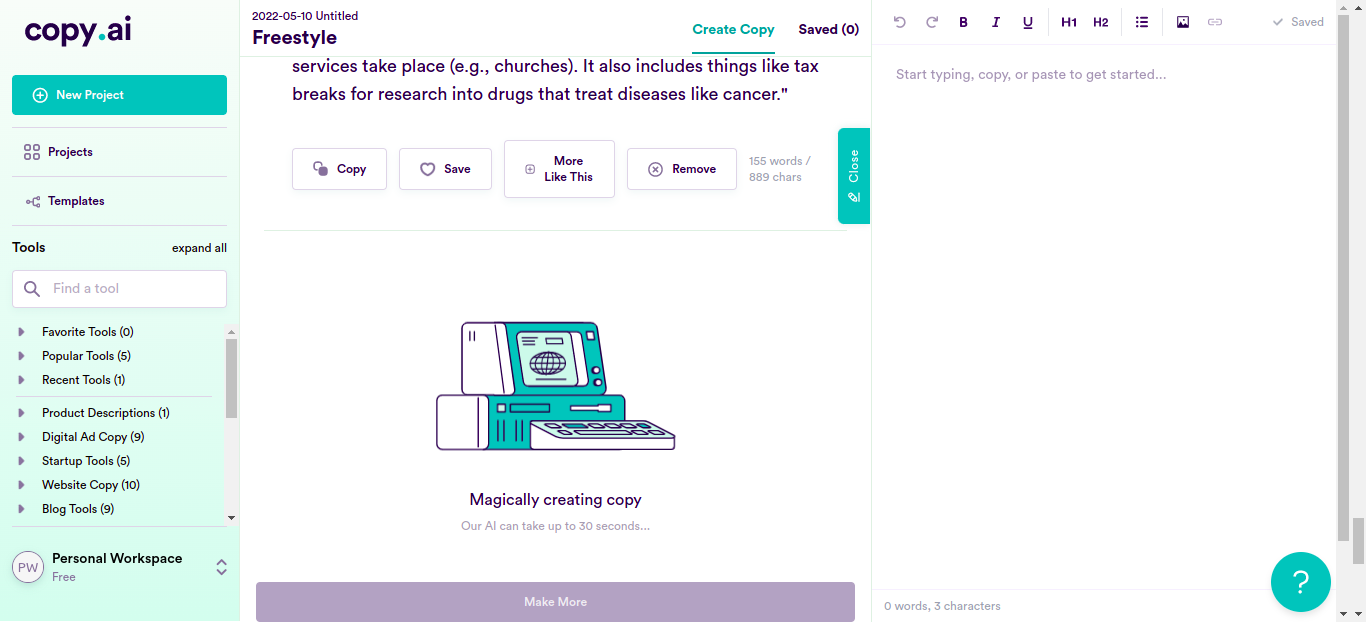 copy.ai
New Project
Projects
Templates
Tools
expand all
Find a tool
Favorite Tools (0)
Popular Tools (5)
Recent Tools (1)
Product Descriptions (1)
Digital Ad Copy (9)
Startup Tools (5)
Website Copy (10)
Blog Tools (9)
PW
Personal Workspace
Free
2022-05-10 Untitled
Freestyle
Create Copy
Saved (0)
services take place (e.g., churches). It also includes things like tax
breaks for research into drugs that treat diseases like cancer."
Copy
Save
More
Like This
Remove
155 words /
889 chars
Close
Magically creating copy
Our AI can take up to 30 seconds...
Make More
B
I
U
H1
H2
Saved
Start typing, copy, or paste to get started...
0 words, 3 characters
?